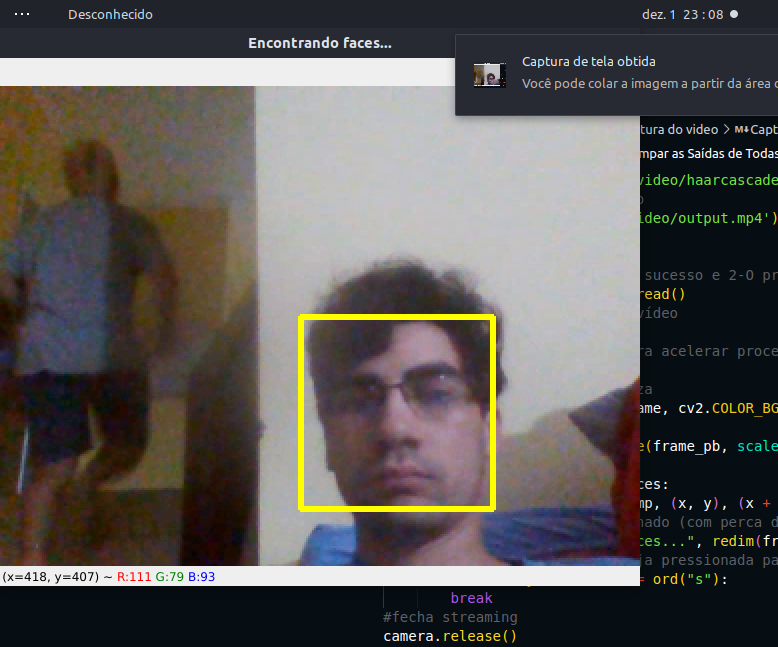 Desconhecido
dez. 1 23:08
Encontrando faces...
Captura de tela obtida
Você pode colar a imagem a partir da área
tura do video > M↓Capt
mpar as Saídas de Todas
video/haarcascade
ideo/output.mp4')
sucesso e 2-O pr
read()
vídeo
ra acelerar proce
za
ame, cv2.COLOR_BG
e(frame_pb, scale
ces:
mp, (x, y), (x +
nado (com perca d
ces...", redim(fr
a pressionada pa
(x=418, y=407) ~ R:111 G:79 B:93
= ord("s"):
break
#fecha streaming
camera.release()